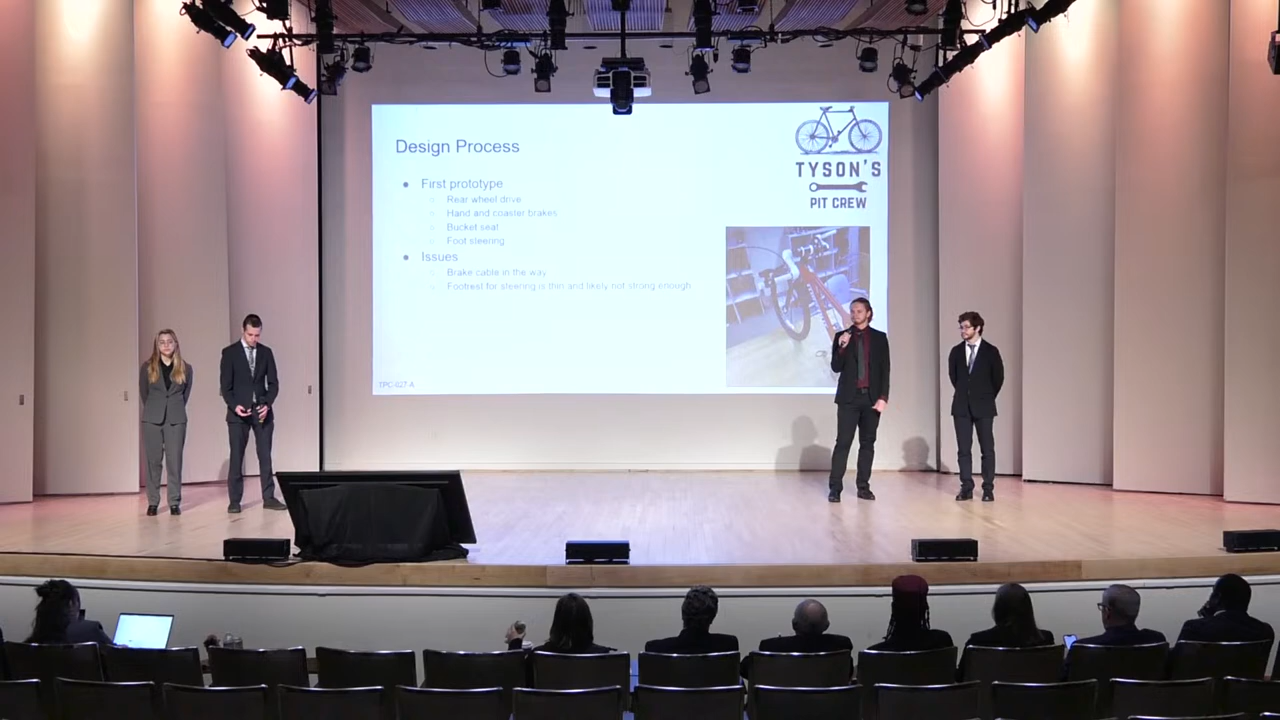 Design Process
First prototype
Rear wheel drive
Hand and coaster brakes
Bucket seat
Foot steering
Issues
Brake cable in the way
Footrest for steering is thin and likely not strong enough
TYSON'S
PIT CREW